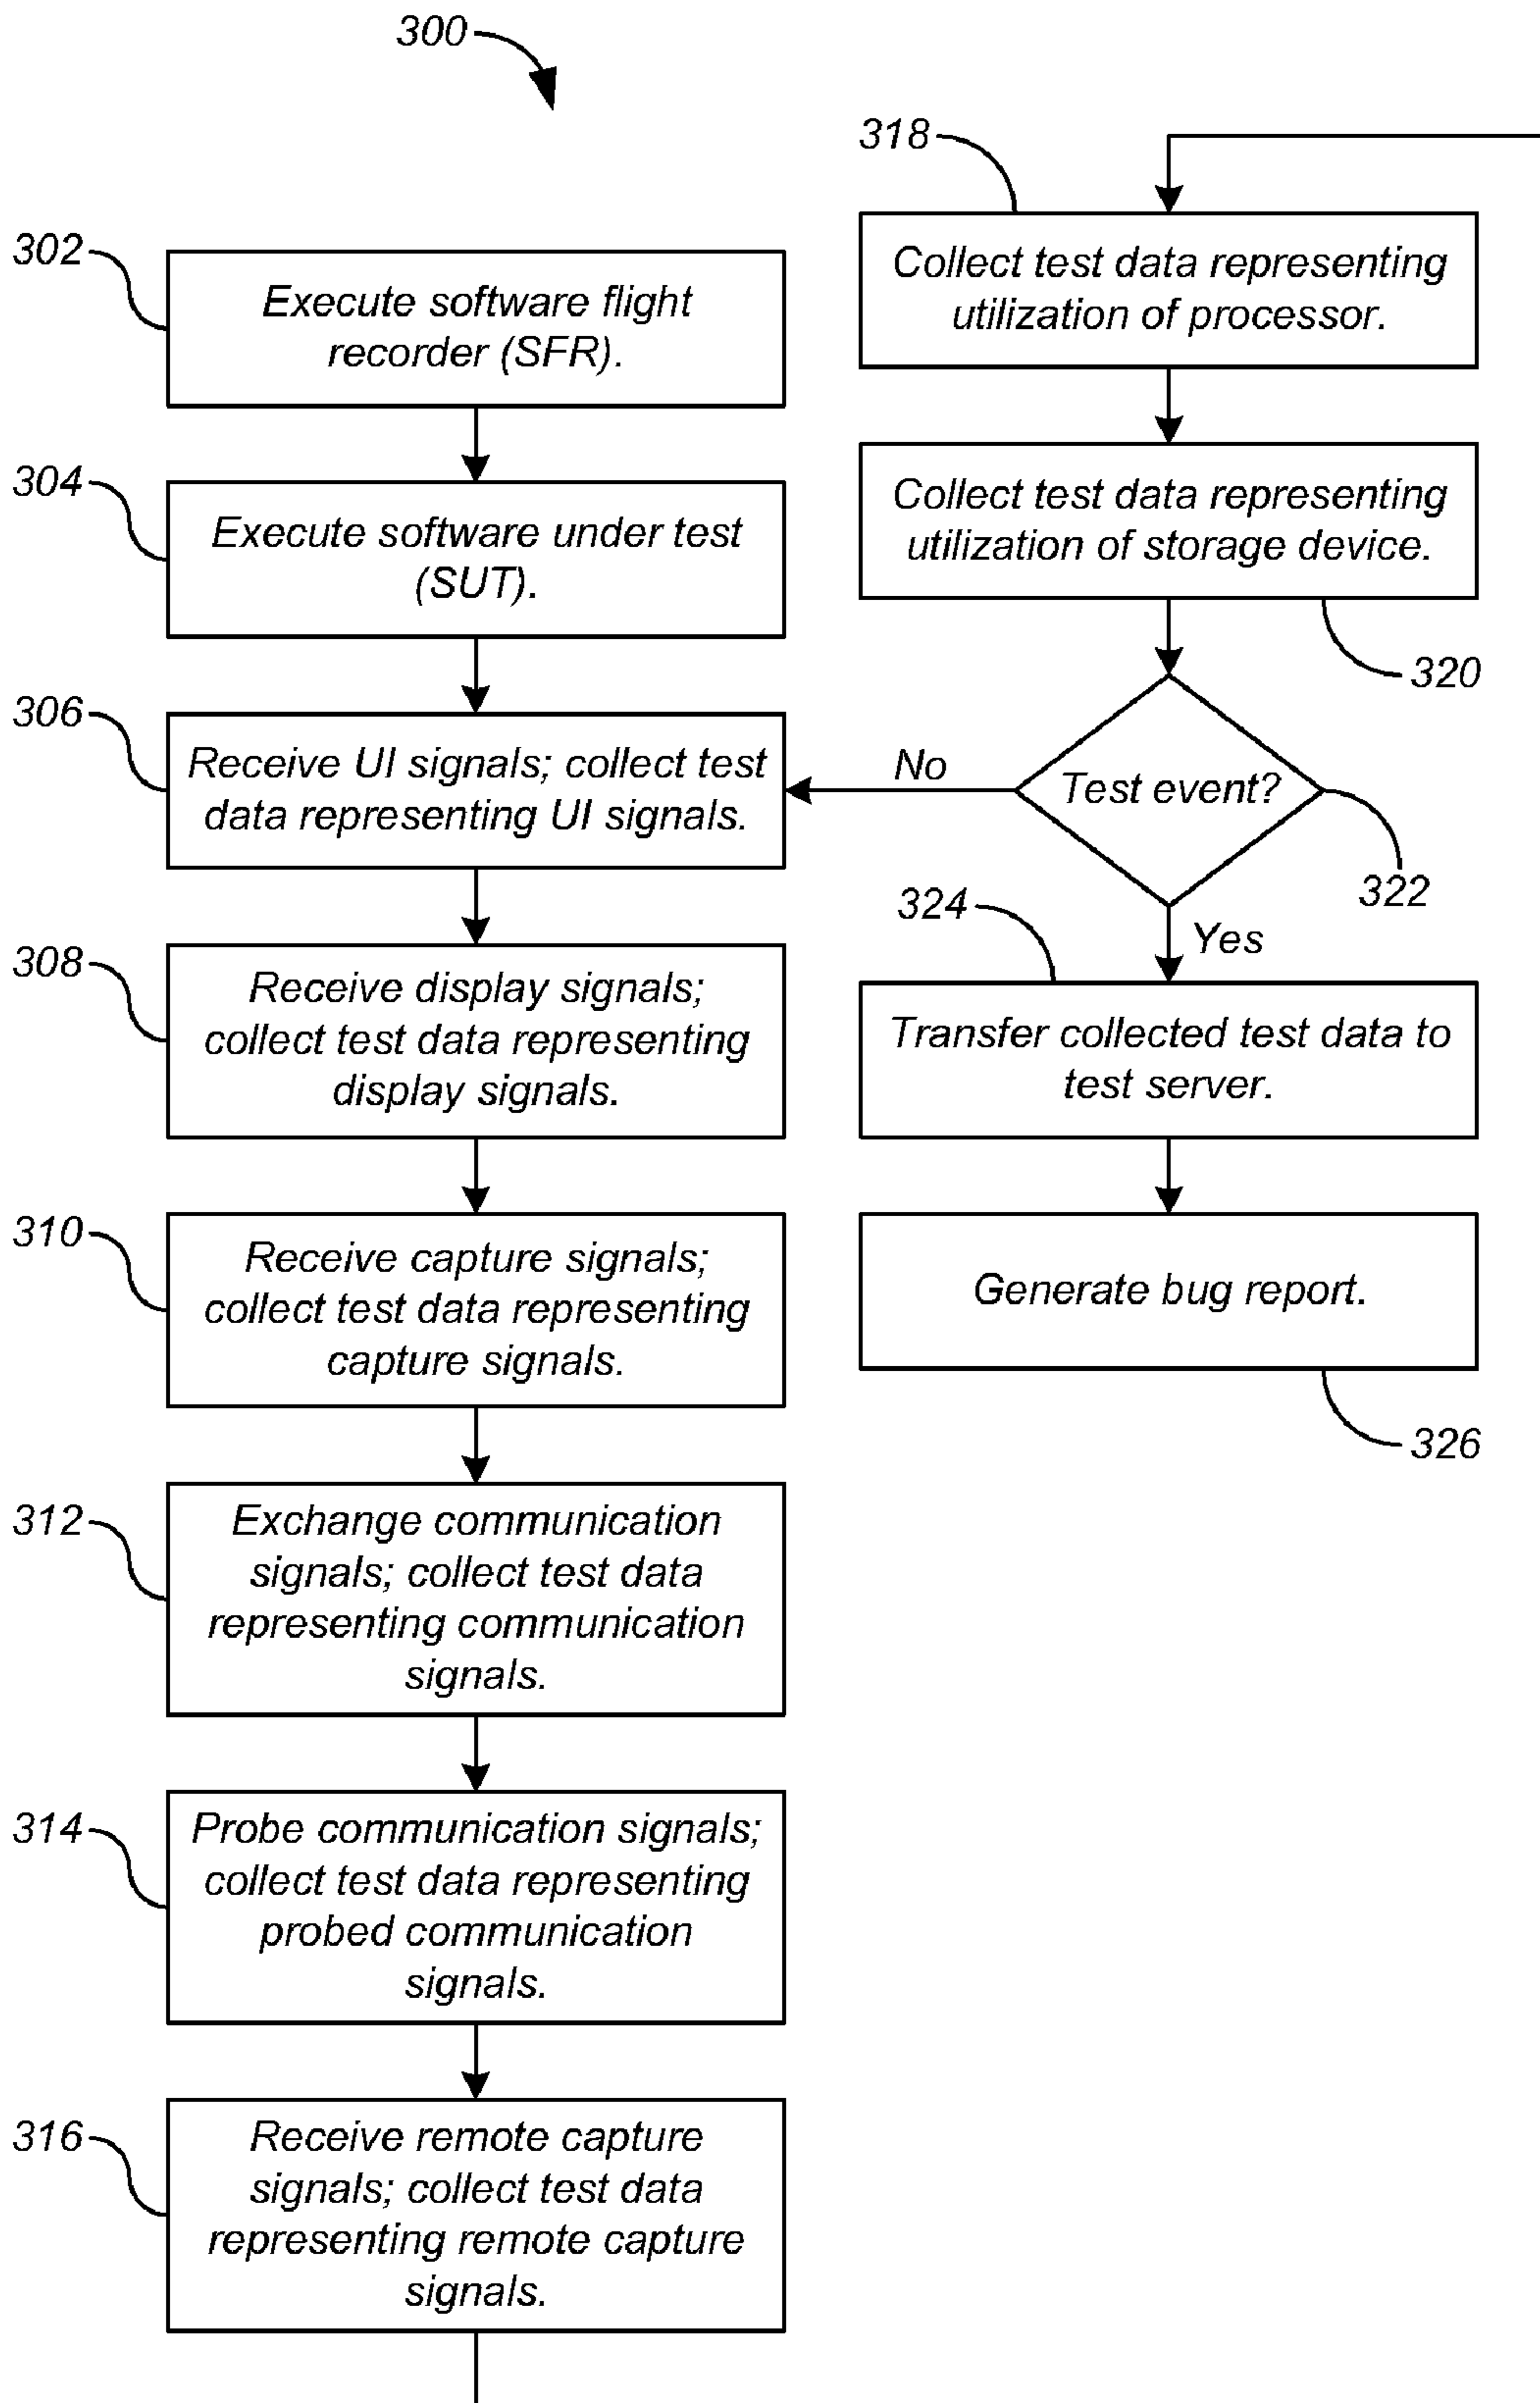 300
302
Execute software flight
recorder (SFR).
304
Execute software under test
(SUT).
306
Receive UI signals; collect test
data representing UI signals.
308
Receive display signals;
collect test data representing
display signals.
310
Receive capture signals;
collect test data representing
capture signals.
312
Exchange communication
signals; collect test data
representing communication
signals.
314
Probe communication signals;
collect test data representing
probed communication
signals.
316
Receive remote capture
signals; collect test data
representing remote capture
signals.
318
Collect test data representing
utilization of processor.
Collect test data representing
utilization of storage device.
320
No
Test event?
322
324
Yes
Transfer collected test data to
test server.
Generate bug report.
326